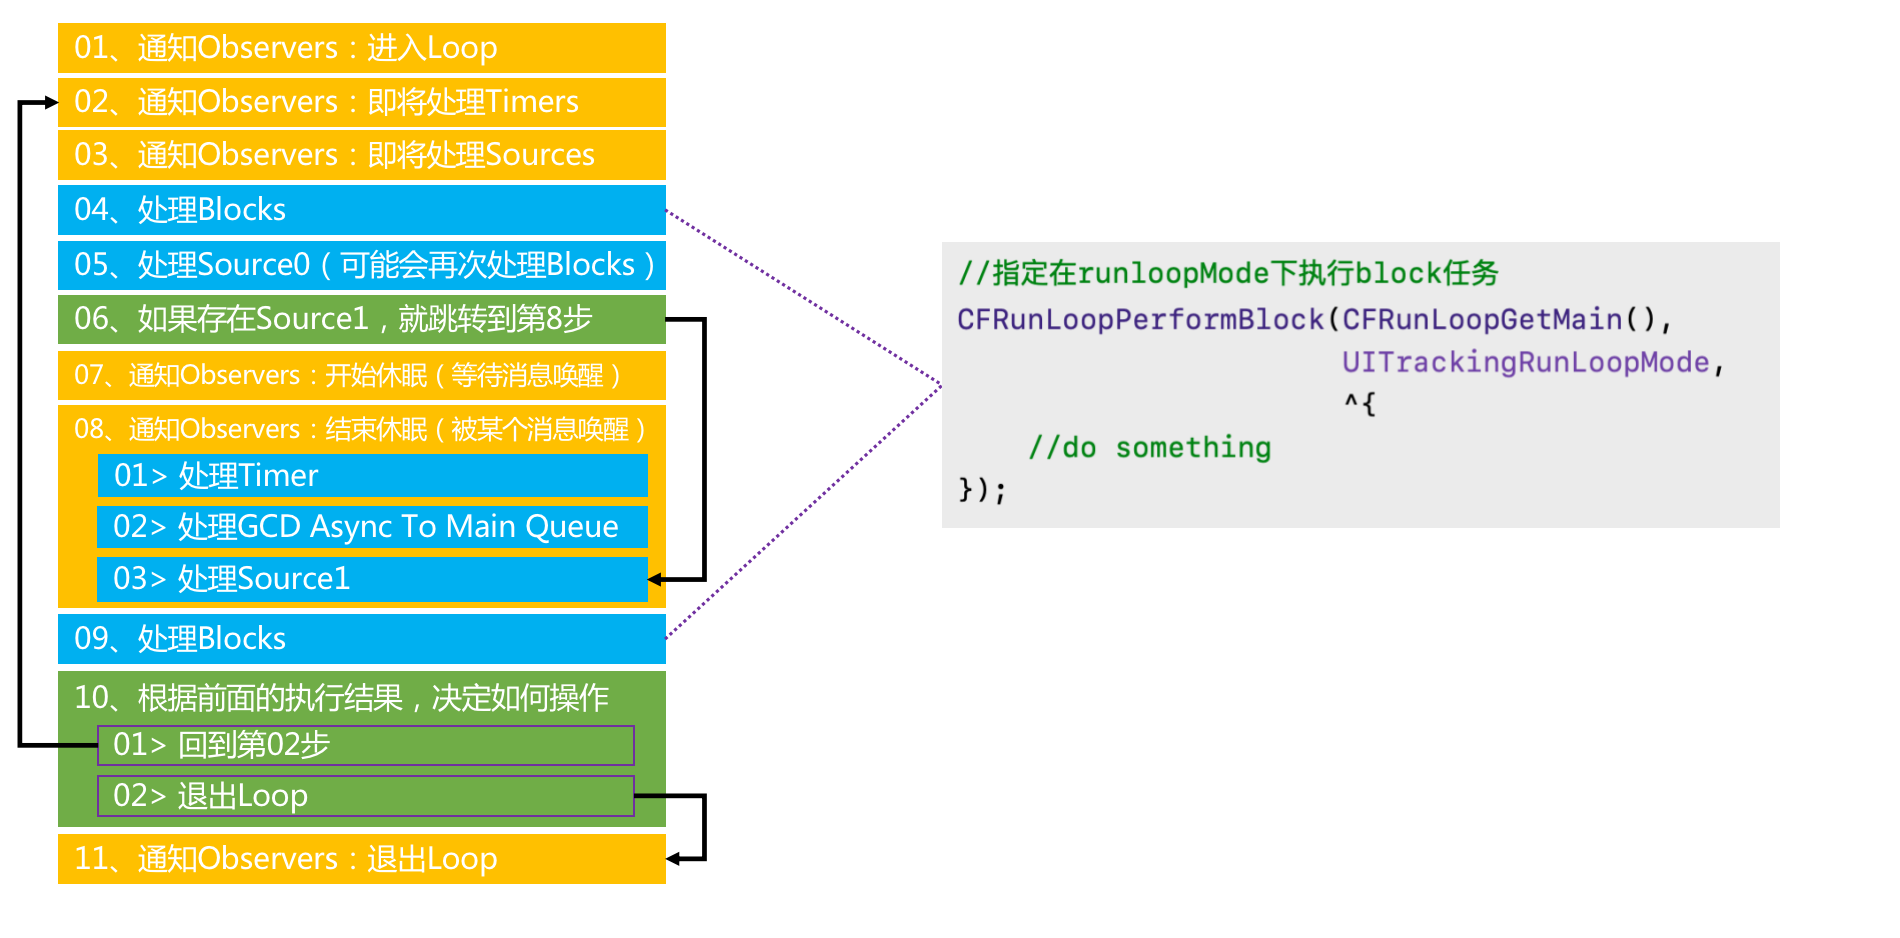 01、通知Observers：进入Loop
02、通知Observers：即将处理Timers
03、通知Observers：即将处理Sources
04、处理Blocks
05、处理Source0（可能会再次处理Blocks）
06、如果存在Source1，就跳转到第8步
07、通知Observers：开始休眠（等待消息唤醒）
08、通知Observers：结束休眠（被某个消息唤醒）
01> 处理Timer
02> 处理GCD Async To Main Queue
03> 处理Source1
09、处理Blocks
10、根据前面的执行结果，决定如何操作
01> 回到第02步
02> 退出Loop
11、通知Observers：退出Loop
//指定在runloopMode下执行block任务
CFRunLoopPerformBlock(CFRunLoopGetMain(),
UITrackingRunLoopMode,
^{
//do something
});